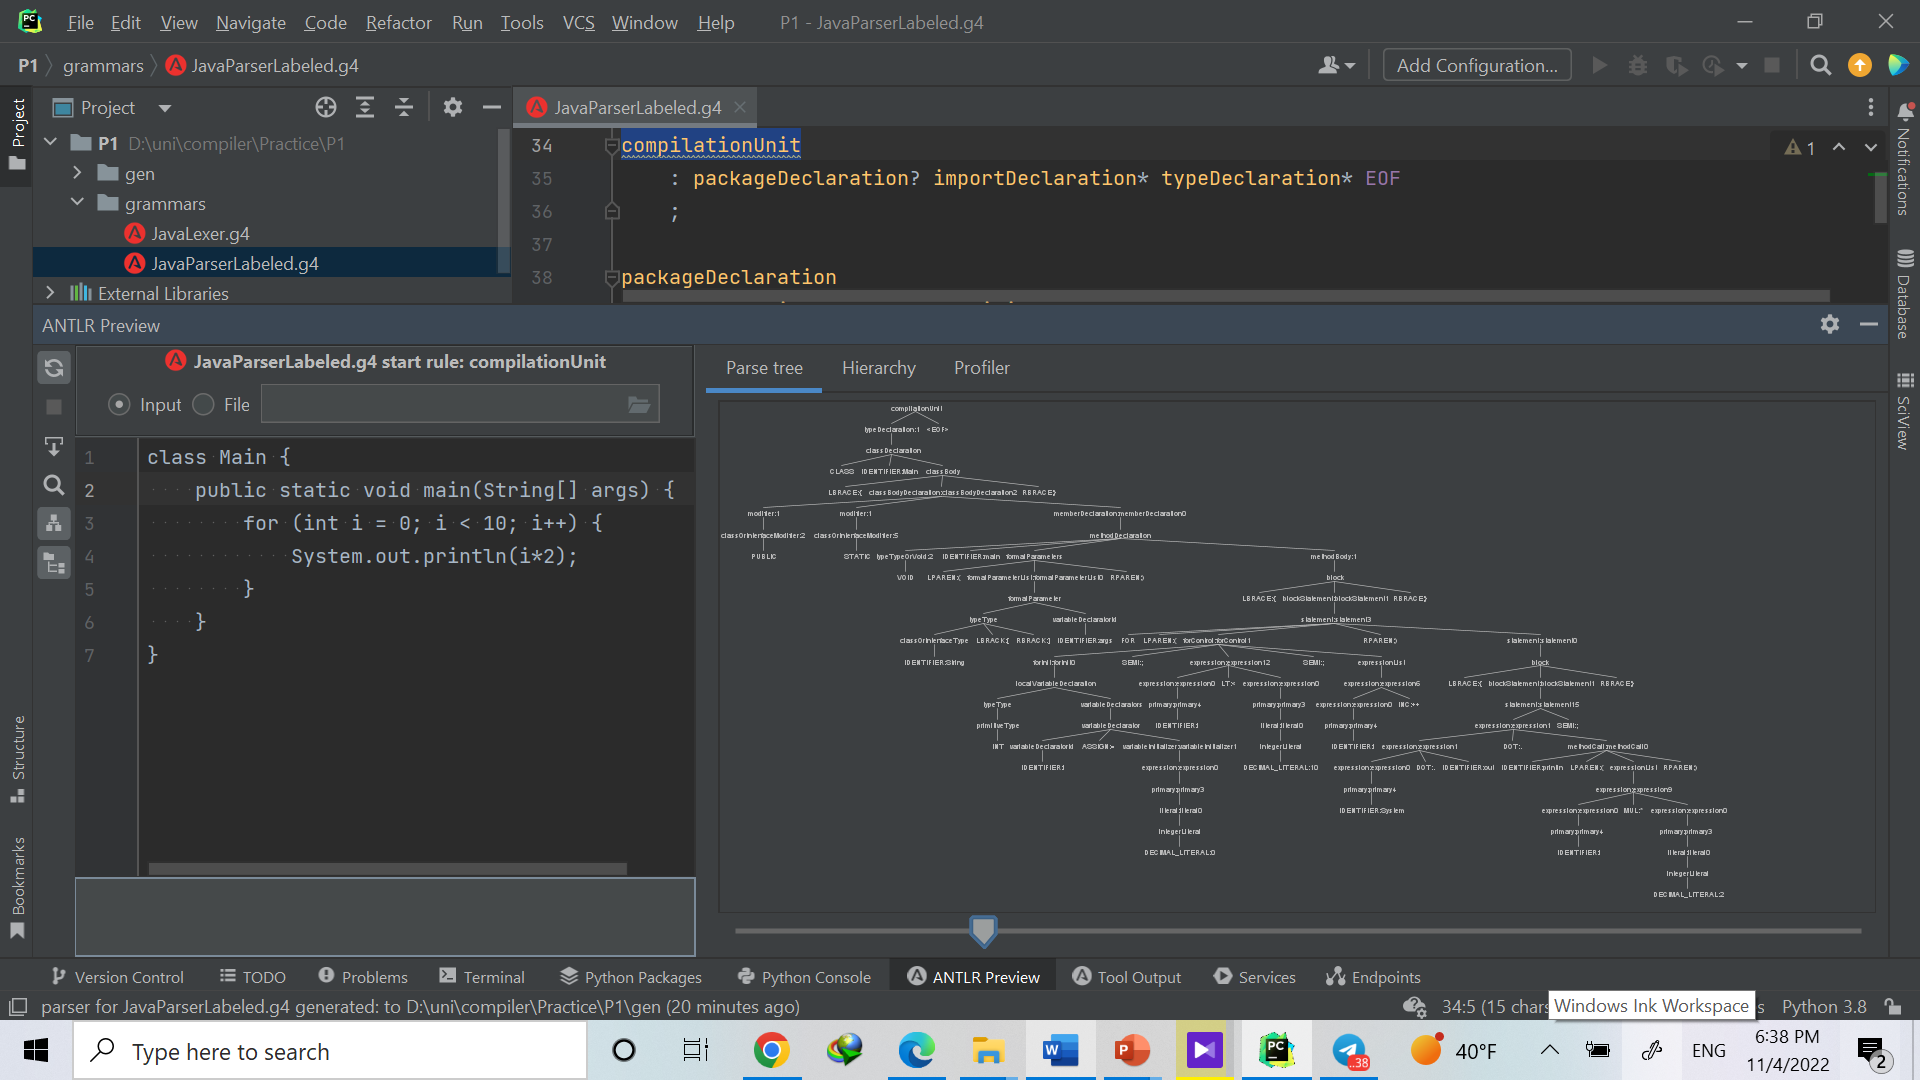 PC File Edit View Navigate Code Refactor Run Tools VCS Window Help P1 - JavaParserLabeled.g4
P1 grammars JavaParserLabeled.g4 Add Configuration...
Project
Project
JavaParserLabeled.g4
P1 D:\uni\compiler\Practice\P1
gen
grammars
JavaLexer.g4
JavaParserLabeled.g4
External Libraries
34 compilationUnit
35 : packageDeclaration? importDeclaration* typeDeclaration* EOF
36 ;
37
38 packageDeclaration
1
Notifications
Database
SciView
ANTLR Preview
JavaParserLabeled.g4 start rule: compilationUnit
Input File
1 class Main {
2 public static void main(String[] args) {
3 for (int i = 0; i < 10; i++) {
4 System.out.println(i*2);
5 }
6 }
7 }
Parse tree Hierarchy Profiler
compilationUnit
typeDeclaration:1 <EOF>
classDeclaration
CLASS IDENTIFIER:Main classBody
LBRACE:{ classBodyDeclaration:classBodyDeclaration2 RBRACE:}
modifier:1 modifier:1 memberDeclaration:memberDeclaration0
classOrInterfaceModifier:2 classOrInterfaceModifier:5 methodDeclaration
PUBLIC STATIC typeTypeOrVoid:2 IDENTIFIER:main formalParameters methodBody:1
VOID LPAREN:( formalParameterList:formalParameterList0 RPAREN:) block
formalParameter LBRACE:{ blockStatement:blockStatement1 RBRACE:}
typeType variableDeclaratorId statement:statement3
classOrInterfaceType LBRACK:[ RBRACK:] IDENTIFIER:args FOR LPAREN:( forControl:forControl1 RPAREN:) statement:statement0
IDENTIFIER:String forInit:forInit0 SEMI:; expression:expression12 SEMI:; expressionList block
localVariableDeclaration expression:expression0 LT:< expression:expression0 expression:expression6 LBRACE:{ blockStatement:blockStatement1 RBRACE:}
typeType variableDeclarators primary:primary4 primary:primary3 expression:expression0 INC:++ statement:statement15
primitiveType variableDeclarator IDENTIFIER:i literal:literal0 primary:primary4 expression:expression1 SEMI:;
INT variableDeclaratorId ASSIGN:= variableInitializer:variableInitializer1 integerLiteral IDENTIFIER:i expression:expression1 DOT:. methodCall:methodCall0
IDENTIFIER:i expression:expression0 DECIMAL_LITERAL:10 expression:expression0 DOT:. IDENTIFIER:out IDENTIFIER:println LPAREN:( expressionList RPAREN:)
primary:primary3 primary:primary4 expression:expression9
literal:literal0 IDENTIFIER:System expression:expression0 MUL:* expression:expression0
integerLiteral primary:primary4 primary:primary3
DECIMAL_LITERAL:0 IDENTIFIER:i literal:literal0
integerLiteral
DECIMAL_LITERAL:2
Structure
Bookmarks
Version Control TODO Problems Terminal Python Packages Python Console ANTLR Preview Tool Output Services Endpoints
parser for JavaParserLabeled.g4 generated: to D:\uni\compiler\Practice\P1\gen (20 minutes ago) 34:5 (15 chars Windows Ink Workspace s Python 3.8
Type here to search
..38
40°F
ENG
6:38 PM
11/4/2022
2